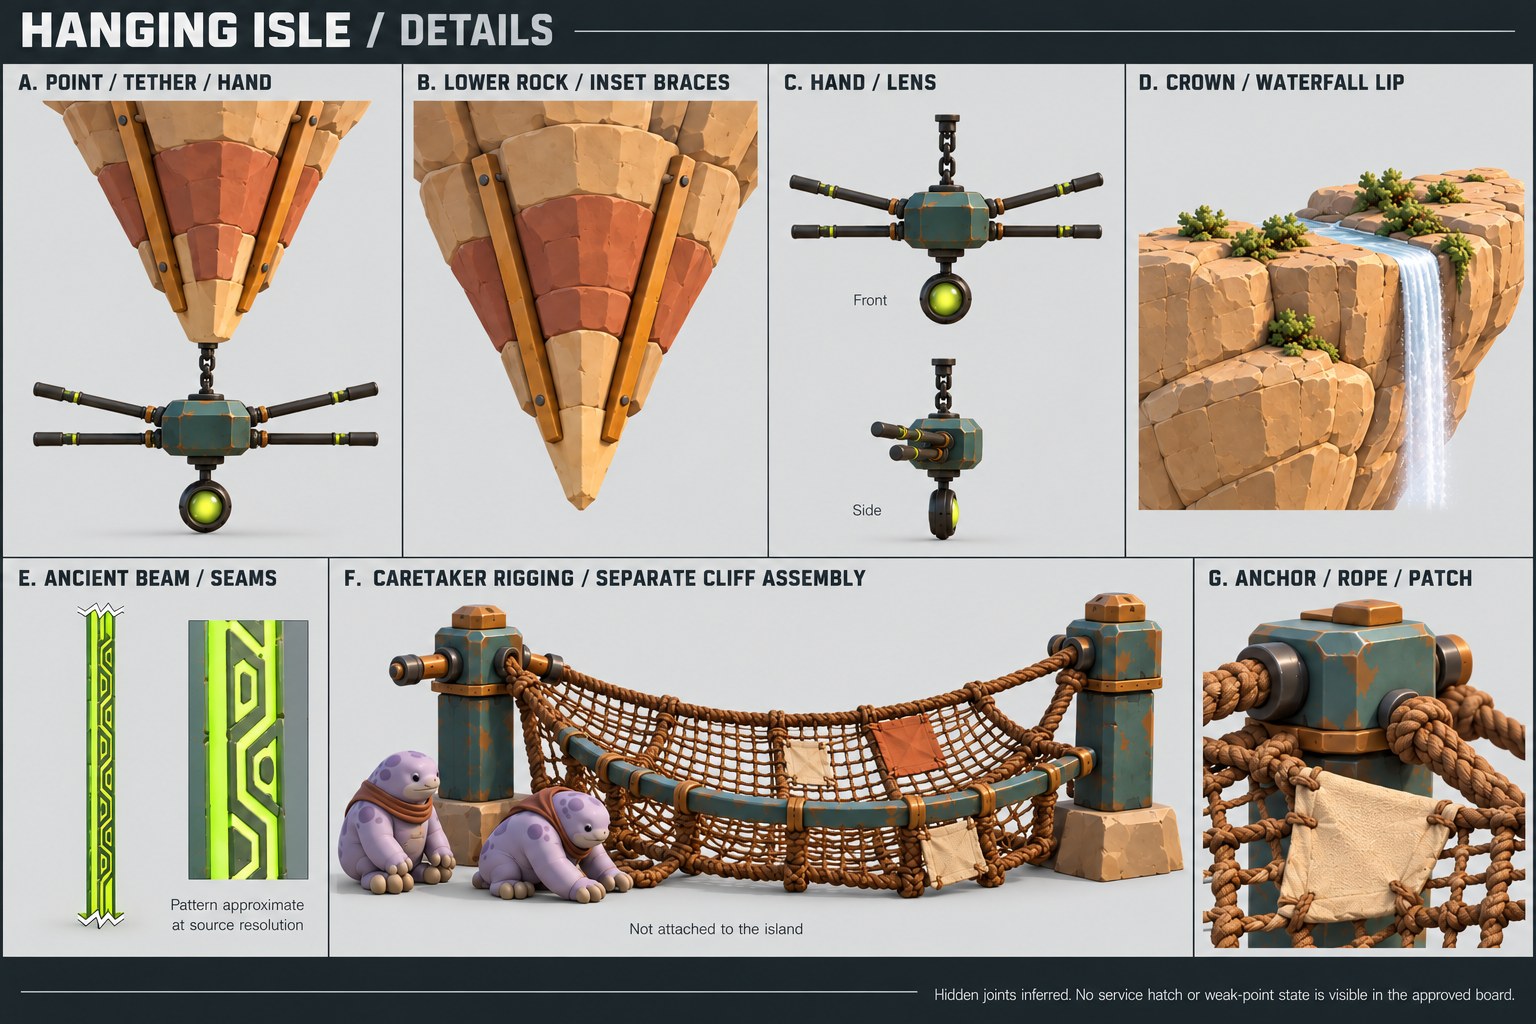 HANGING ISLE / DETAILS
A. POINT / TETHER / HAND
B. LOWER ROCK / INSET BRACES
C. HAND / LENS
Front
Side
D. CROWN / WATERFALL LIP
E. ANCIENT BEAM / SEAMS
Pattern approximate
at source resolution
F. CARETAKER RIGGING / SEPARATE CLIFF ASSEMBLY
Not attached to the island
G. ANCHOR / ROPE / PATCH
Hidden joints inferred. No service hatch or weak-point state is visible in the approved board.